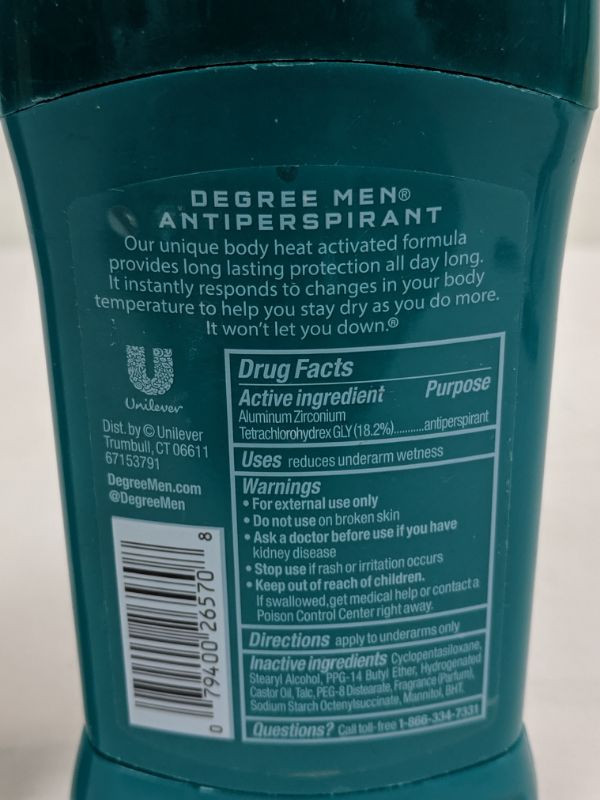 DEGREE MEN®
ANTIPERSPIRANT
Our unique body heat activated formula
provides long lasting protection all day long.
It instantly responds to changes in your body
temperature to help you stay dry as you do more.
It won't let you down.®
Unilever
Dist. by © Unilever
Trumbull, CT 06611
67153791
DegreeMen.com
@DegreeMen
0 79400 26570 8
Drug Facts
Active ingredient Purpose
Aluminum Zirconium
Tetrachlorohydrex GLY (18.2%)...........antiperspirant
Uses reduces underarm wetness
Warnings
• For external use only
• Do not use on broken skin
• Ask a doctor before use if you have
kidney disease
• Stop use if rash or irritation occurs
• Keep out of reach of children.
If swallowed, get medical help or contact a
Poison Control Center right away.
Directions apply to underarms only
Inactive ingredients Cyclopentasiloxane,
Stearyl Alcohol, PPG-14 Butyl Ether, Hydrogenated
Castor Oil, Talc, PEG-8 Distearate, Fragrance (Parfum),
Sodium Starch Octenylsuccinate, Mannitol, BHT.
Questions? Call toll-free 1-866-334-7331